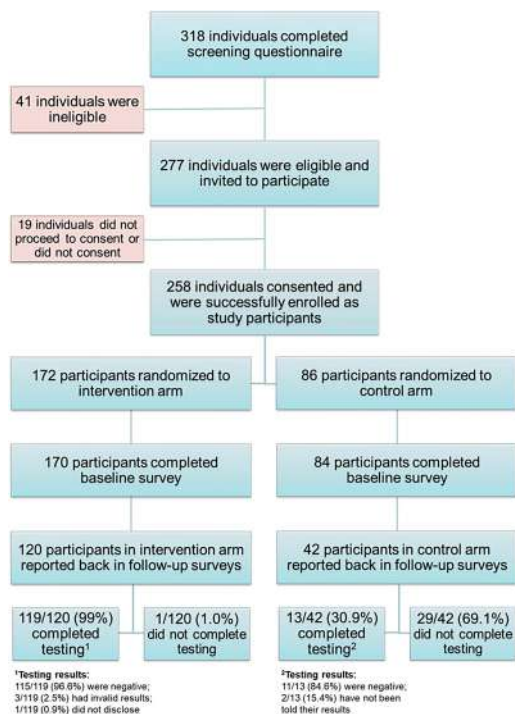 318 individuals completed
screening questionnaire
41 individuals were
ineligible
277 individuals were eligible and
invited to participate
19 individuals did not
proceed to consent or
did not consent
258 individuals consented and
were successfully enrolled as
study participants
172 participants randomized to
intervention arm
86 participants randomized to
control arm
170 participants completed
baseline survey
84 participants completed
baseline survey
120 participants in intervention arm
reported back in follow-up surveys
42 participants in control arm
reported back in follow-up surveys
119/120 (99%)
completed
testing¹
1/120 (1.0%)
did not complete
testing
13/42 (30.9%)
completed
testing²
29/42 (69.1%)
did not complete
testing
¹Testing results:
115/119 (96.6%) were negative;
3/119 (2.5%) had invalid results;
1/119 (0.9%) did not disclose
²Testing results:
11/13 (84.6%) were negative;
2/13 (15.4%) have not been
told their results